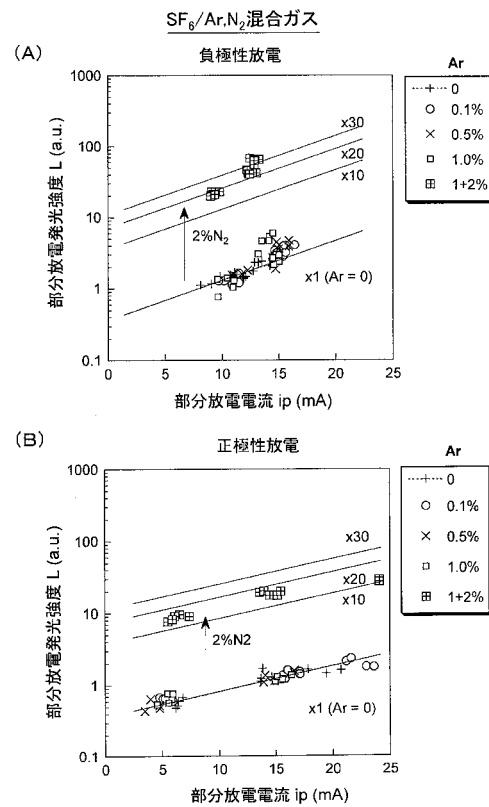 SF₆/Ar,N₂混合ガス
(A)
負極性放電
部分放電発光強度 L (a.u.)
1000
100
10
1
0.1
x30
x20
x10
2%N₂
x1 (Ar = 0)
0
5
10
15
20
25
部分放電電流 ip (mA)
Ar
0
0.1%
0.5%
1.0%
1+2%
(B)
正極性放電
部分放電発光強度 L (a.u.)
1000
100
10
1
0.1
x30
x20
x10
2%N2
x1 (Ar = 0)
0
5
10
15
20
25
部分放電電流 ip (mA)
Ar
0
0.1%
0.5%
1.0%
1+2%